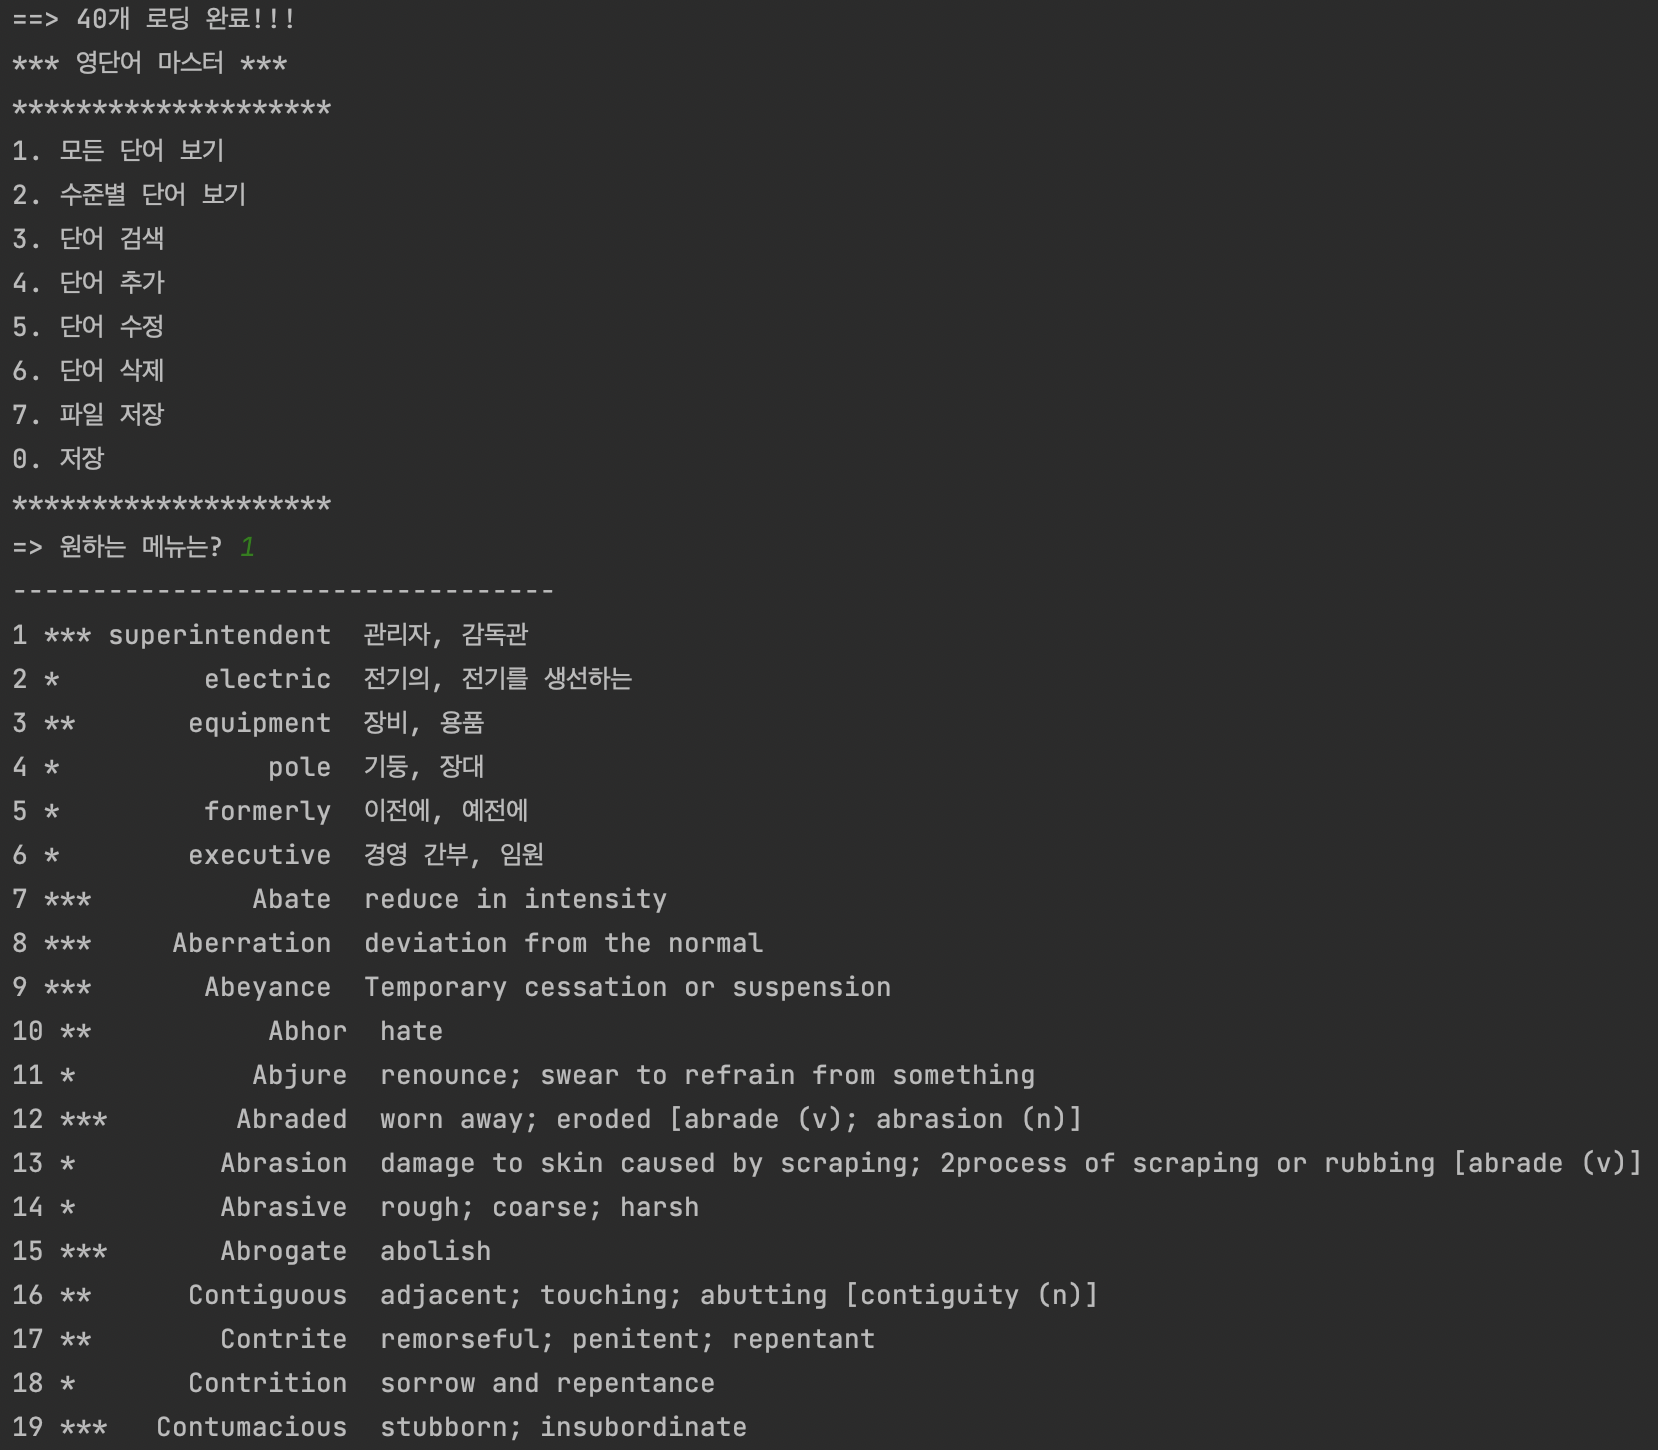 ==> 40개 로딩 완료!!!
*** 영단어 마스터 ***
********************
1. 모든 단어 보기
2. 수준별 단어 보기
3. 단어 검색
4. 단어 추가
5. 단어 수정
6. 단어 삭제
7. 파일 저장
0. 저장
********************
=> 원하는 메뉴는? 1
----------------------------------
1 *** superintendent  관리자, 감독관
2 *         electric  전기의, 전기를 생선하는
3 **       equipment  장비, 용품
4 *             pole  기둥, 장대
5 *         formerly  이전에, 예전에
6 *        executive  경영 간부, 임원
7 ***          Abate  reduce in intensity
8 ***     Aberration  deviation from the normal
9 ***       Abeyance  Temporary cessation or suspension
10 **           Abhor  hate
11 *           Abjure  renounce; swear to refrain from something
12 ***        Abraded  worn away; eroded [abrade (v); abrasion (n)]
13 *         Abrasion  damage to skin caused by scraping; 2process of scraping or rubbing [abrade (v)]
14 *         Abrasive  rough; coarse; harsh
15 ***       Abrogate  abolish
16 **      Contiguous  adjacent; touching; abutting [contiguity (n)]
17 **        Contrite  remorseful; penitent; repentant
18 *       Contrition  sorrow and repentance
19 ***   Contumacious  stubborn; insubordinate